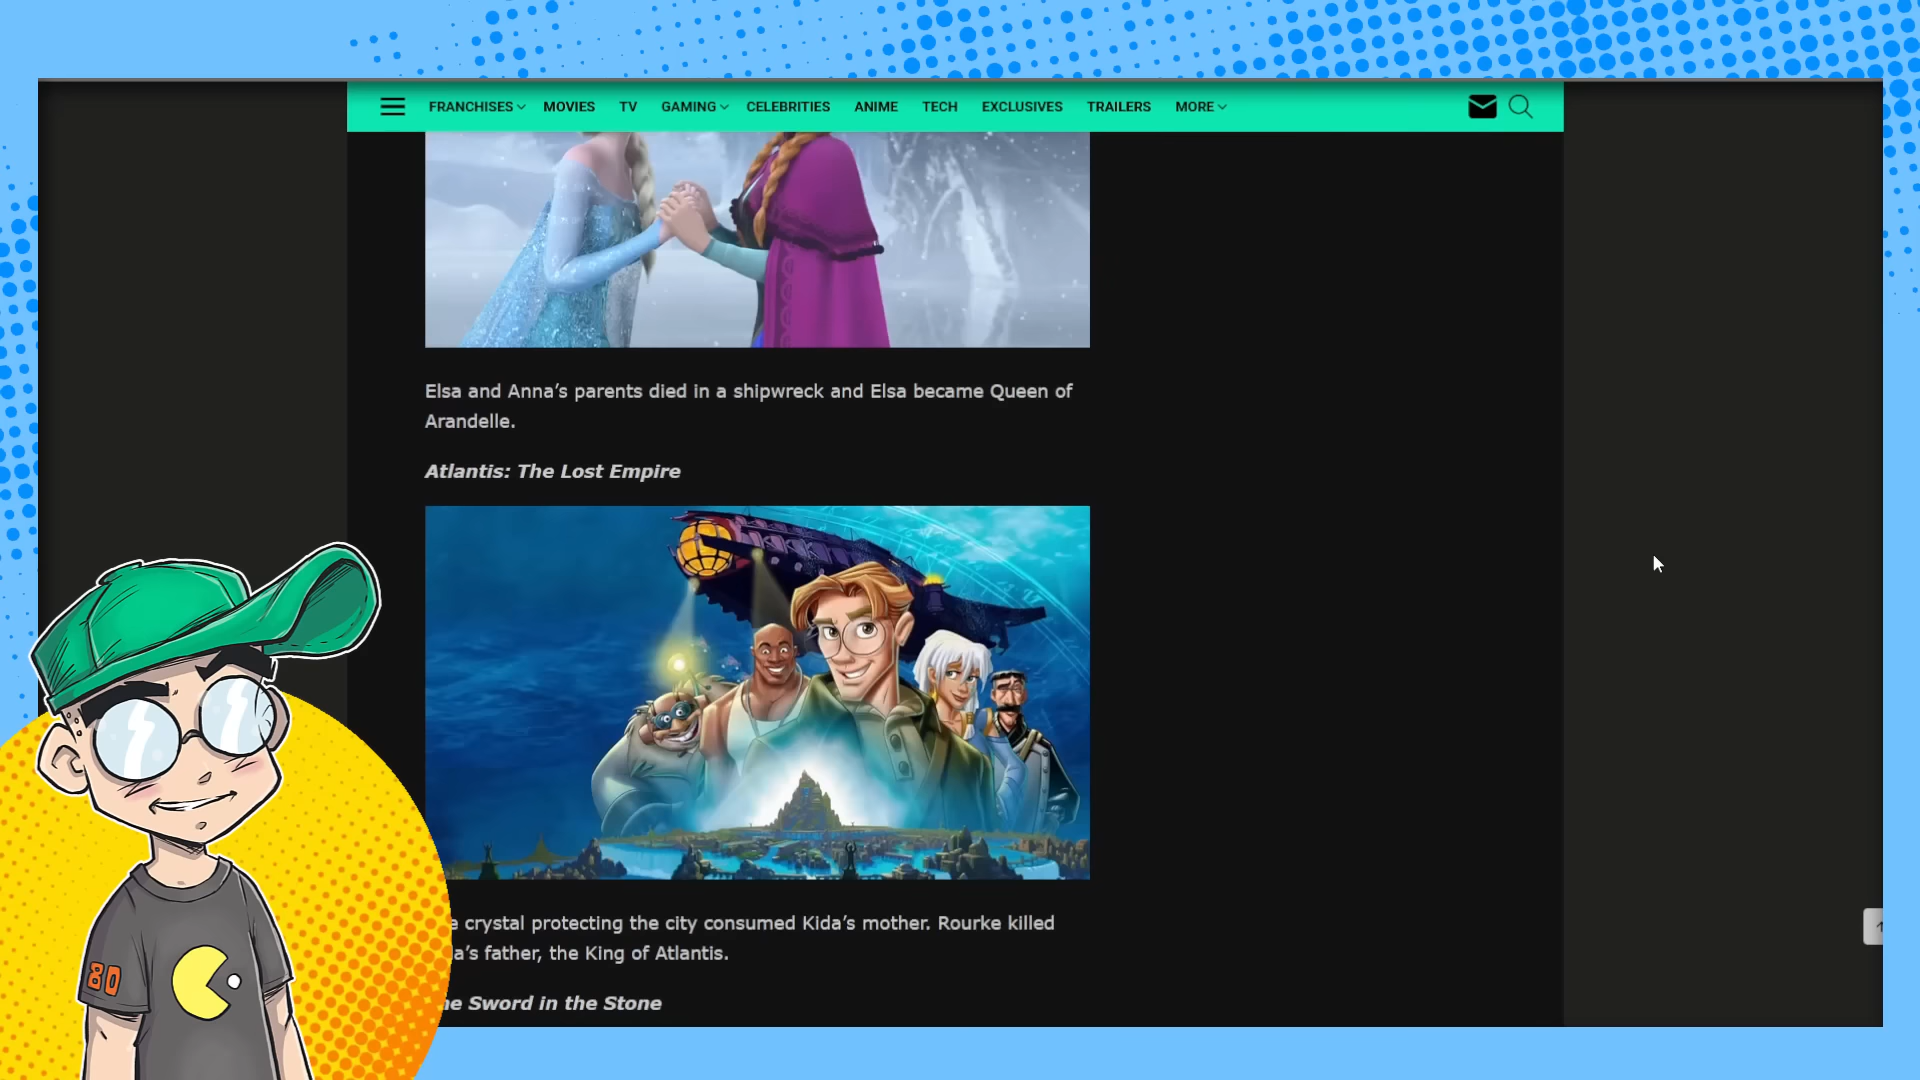 FRANCHISES MOVIES TV GAMING CELEBRITIES ANIME TECH EXCLUSIVES TRAILERS MORE
Elsa and Anna’s parents died in a shipwreck and Elsa became Queen of
Arandelle.
Atlantis: The Lost Empire
e crystal protecting the city consumed Kida’s mother. Rourke killed
a’s father, the King of Atlantis.
ne Sword in the Stone
80